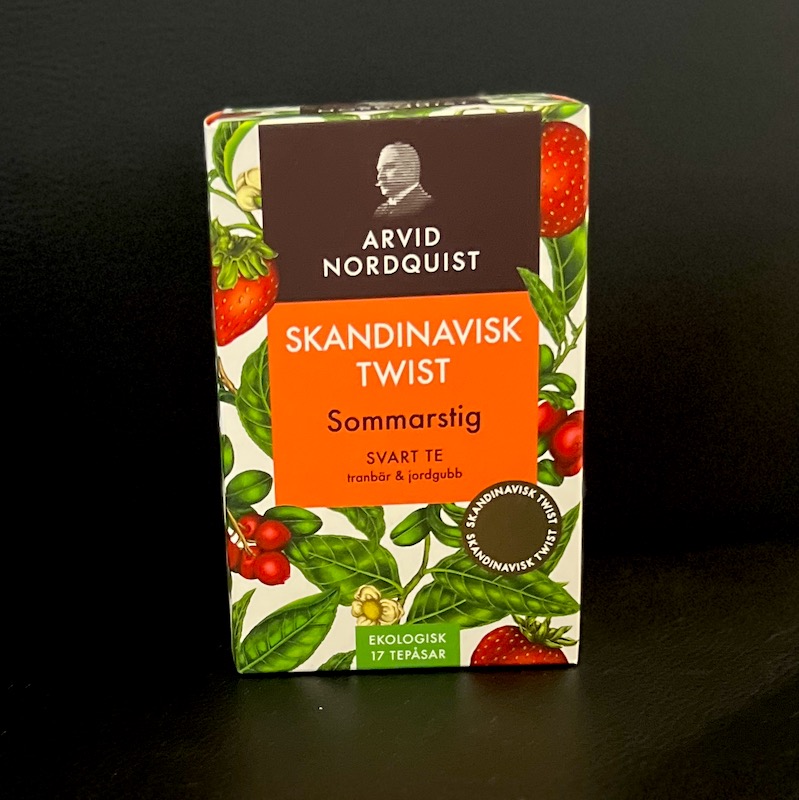 ARVID
NORDQUIST
SKANDINAVISK
TWIST
Sommarstig
SVART TE
tranbär & jordgubb
SKANDINAVISK TWIST
SKANDINAVISK TWIST
EKOLOGISK
17 TEPÅSAR